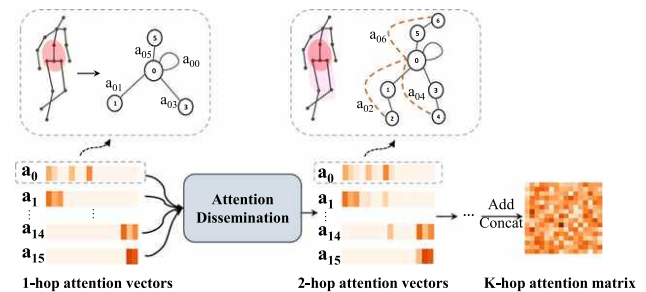 5
a05
0
a00
a01
1
a03
3
6
a06
5
0
1
3
a02
a04
2
4
a0
a1
⋮
⋮
a14
a15
Attention
Dissemination
a0
a1
⋮
a14
a15
...
Add
Concat
1-hop attention vectors
2-hop attention vectors
K-hop attention matrix